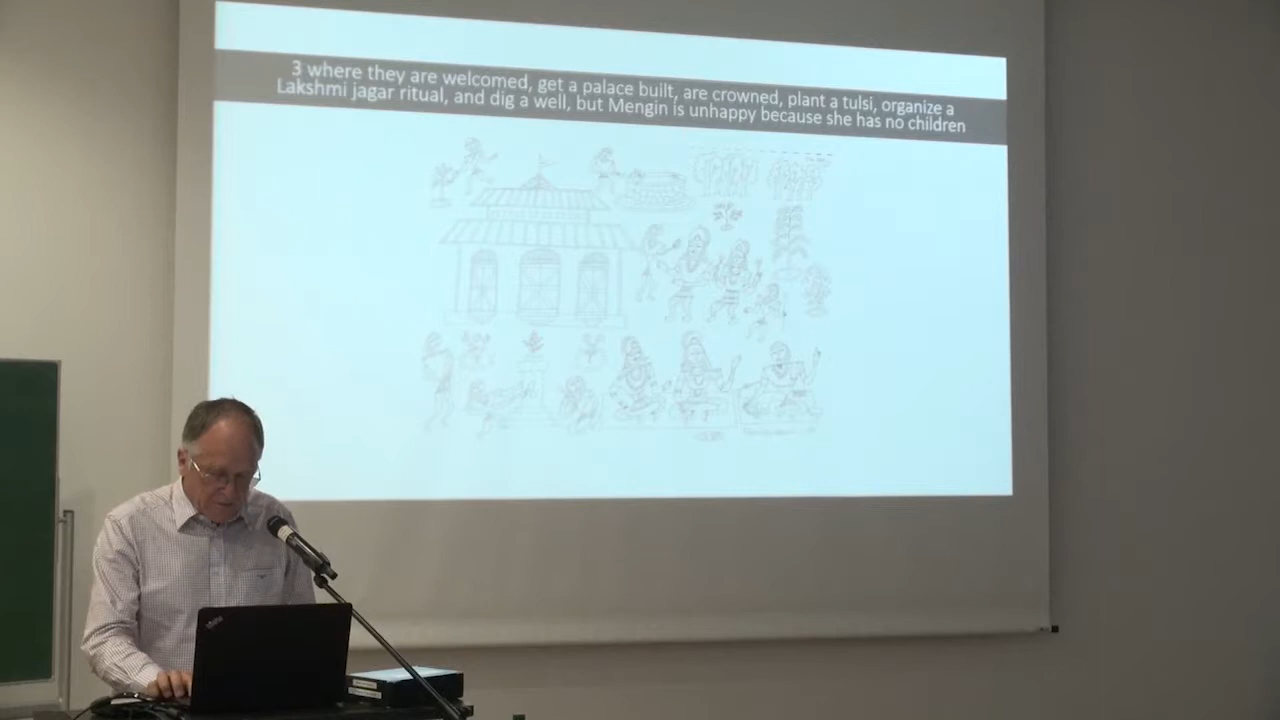 3 where they are welcomed, get a palace built, are crowned, plant a tulsi, organize a
Lakshmi jagar ritual, and dig a well, but Mengin is unhappy because she has no children